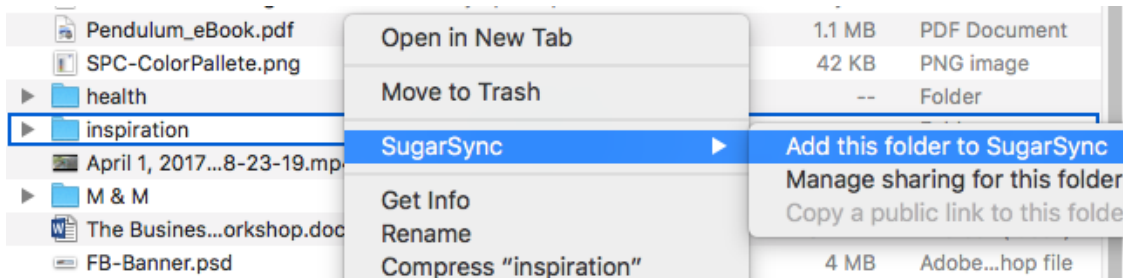 Pendulum_eBook.pdf 1.1 MB PDF Document
SPC-ColorPallete.png 42 KB PNG image
health -- Folder
inspiration
April 1, 2017...8-23-19.mp4
M & M
The Busines...orkshop.doc
FB-Banner.psd 4 MB Adobe...hop file
Open in New Tab
Move to Trash
SugarSync
Get Info
Rename
Compress “inspiration”
Add this folder to SugarSync
Manage sharing for this folder
Copy a public link to this folde